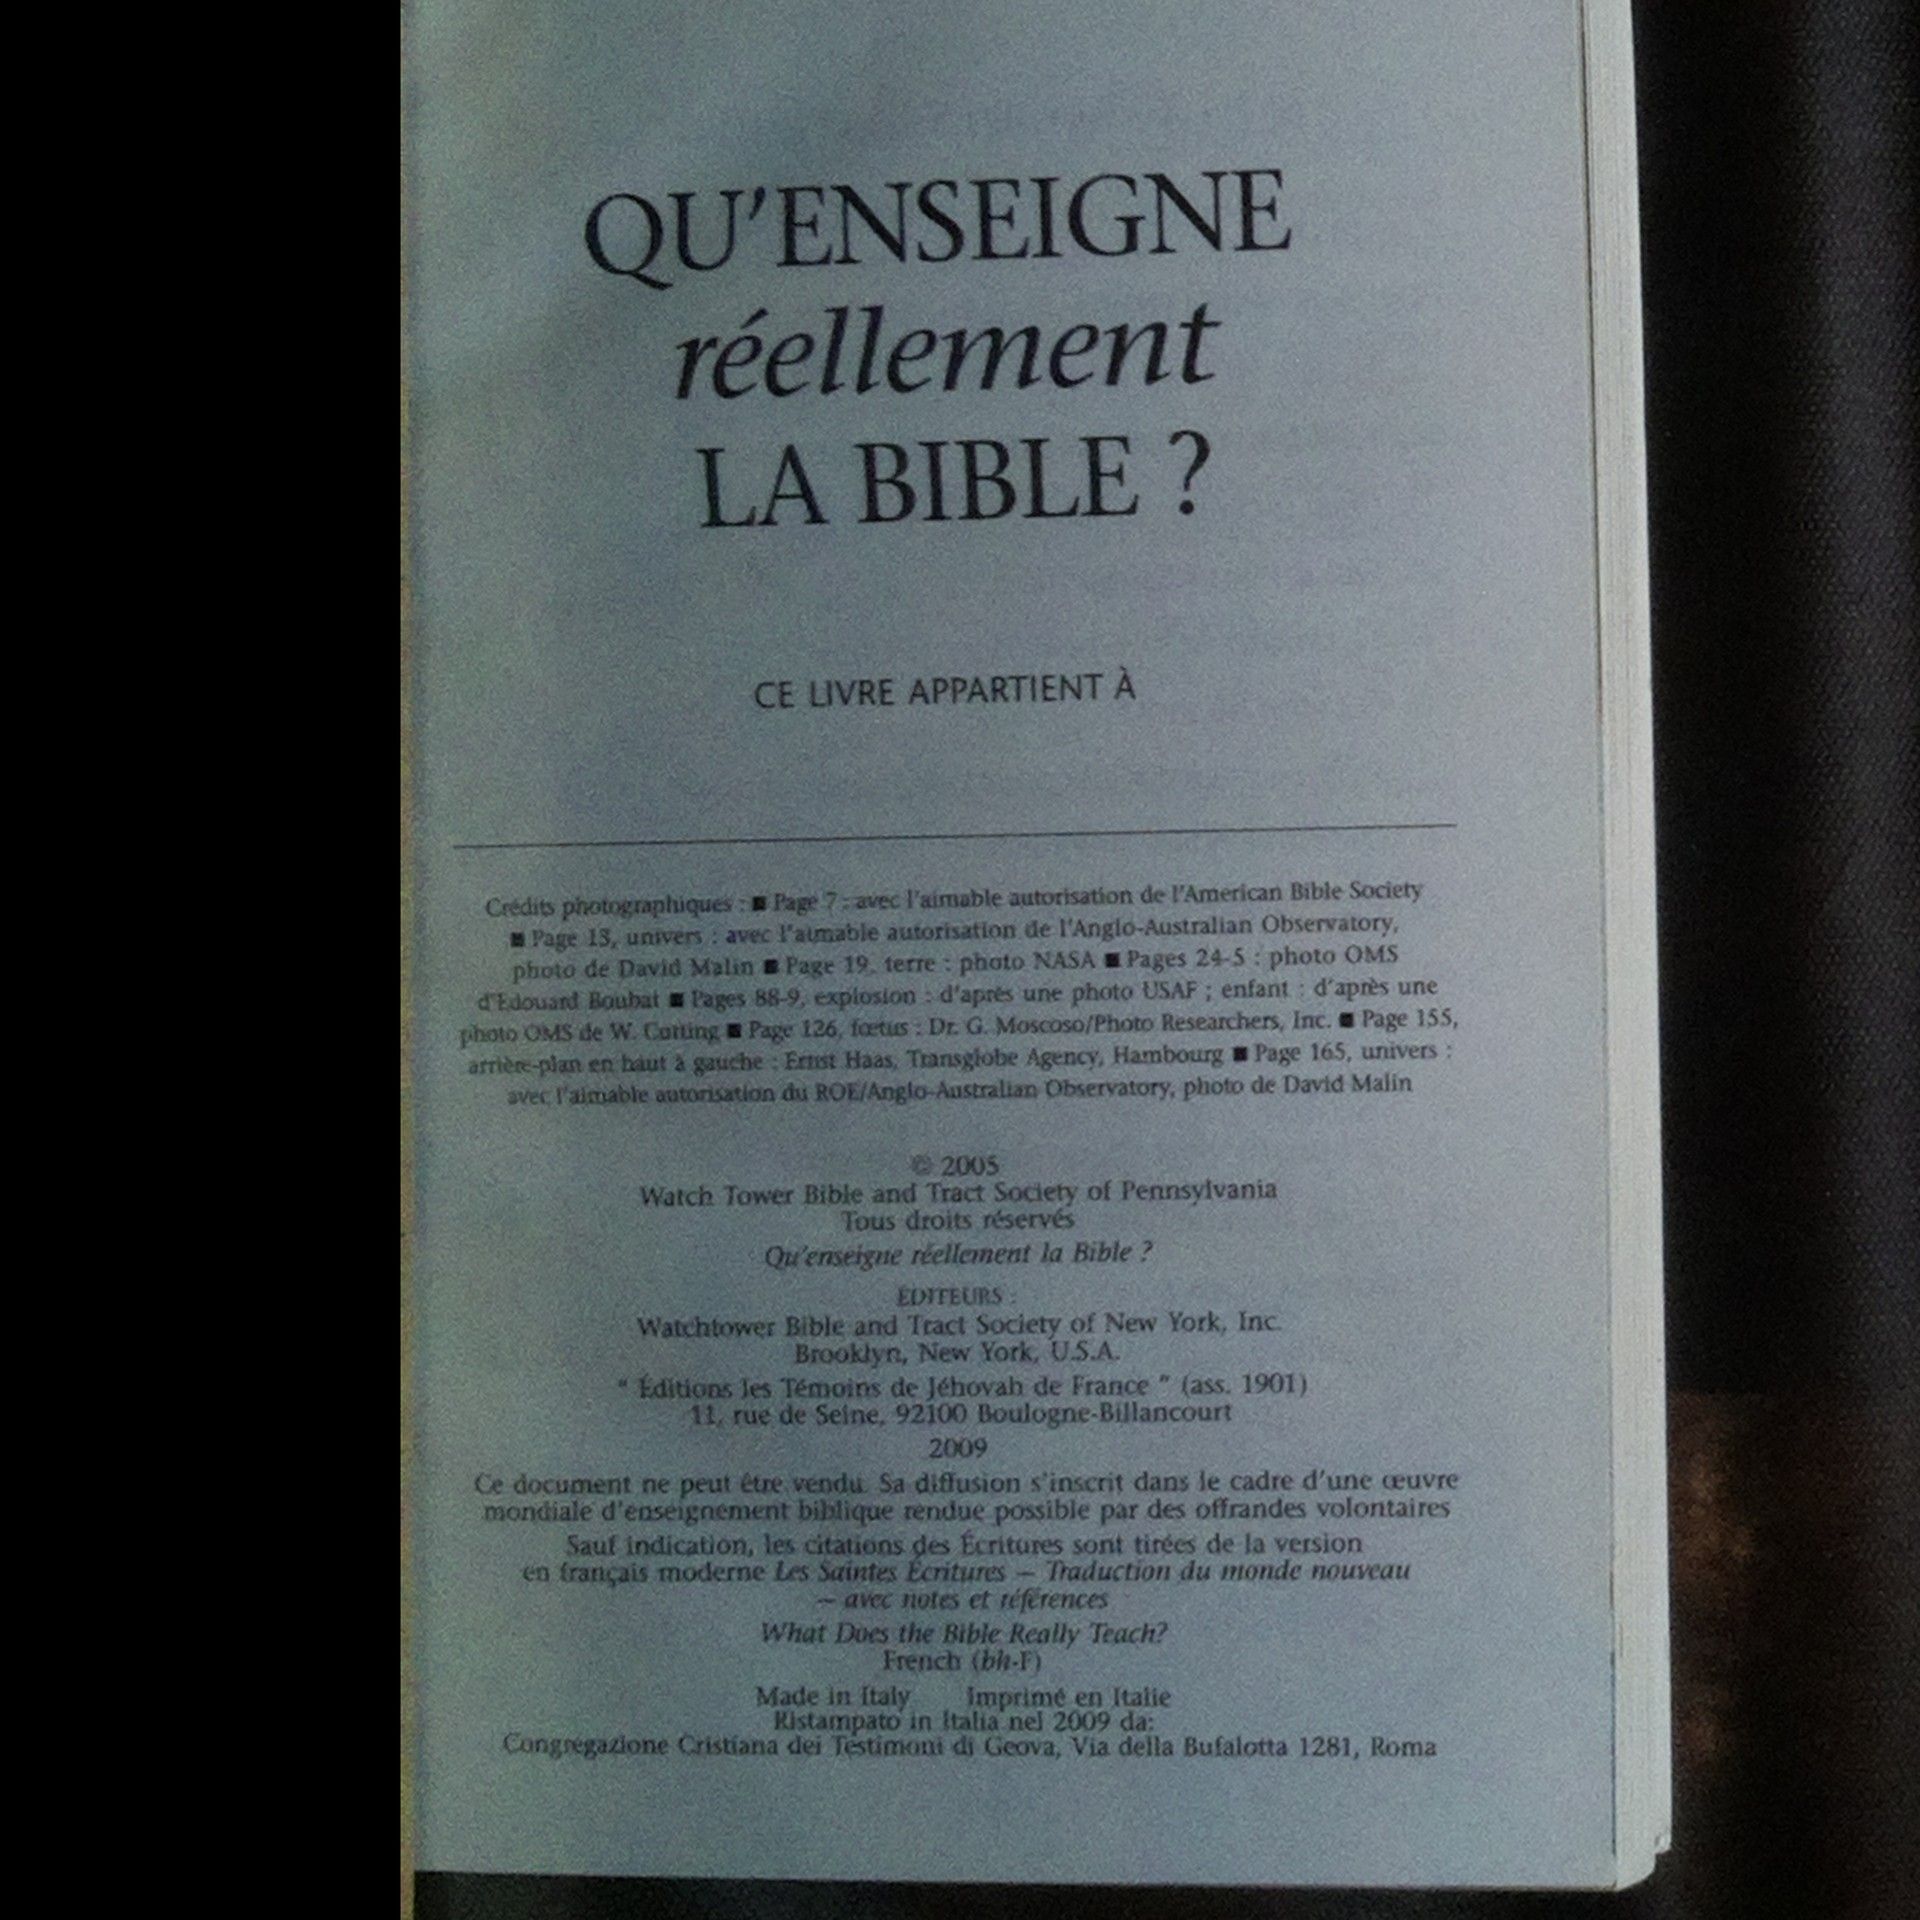 QU'ENSEIGNE
réellement
LA BIBLE ?
CE LIVRE APPARTIENT À
Crédits photographiques : ■ Page 7 : avec l'aimable autorisation de l'American Bible Society
■ Page 13, univers : avec l'aimable autorisation de l'Anglo-Australian Observatory,
photo de David Malin ■ Page 19, terre : photo NASA ■ Pages 24-5 : photo OMS
d'Edouard Boubat ■ Pages 88-9, explosion : d'après une photo USAF ; enfant : d'après une
photo OMS de W. Cutting ■ Page 126, fœtus : Dr. G. Moscoso/Photo Researchers, Inc. ■ Page 155,
arrière-plan en haut à gauche : Ernst Haas, Transglobe Agency, Hambourg ■ Page 165, univers :
avec l'aimable autorisation du ROE/Anglo-Australian Observatory, photo de David Malin
© 2005
Watch Tower Bible and Tract Society of Pennsylvania
Tous droits réservés
Qu'enseigne réellement la Bible ?
ÉDITEURS :
Watchtower Bible and Tract Society of New York, Inc.
Brooklyn, New York, U.S.A.
" Éditions les Témoins de Jéhovah de France " (ass. 1901)
11, rue de Seine, 92100 Boulogne-Billancourt
2009
Ce document ne peut être vendu. Sa diffusion s'inscrit dans le cadre d'une œuvre
mondiale d'enseignement biblique rendue possible par des offrandes volontaires
Sauf indication, les citations des Écritures sont tirées de la version
en français moderne Les Saintes Écritures – Traduction du monde nouveau
– avec notes et références
What Does the Bible Really Teach?
French (bh-F)
Made in Italy Imprimé en Italie
Ristampato in Italia nel 2009 da:
Congregazione Cristiana dei Testimoni di Geova, Via della Bufalotta 1281, Roma